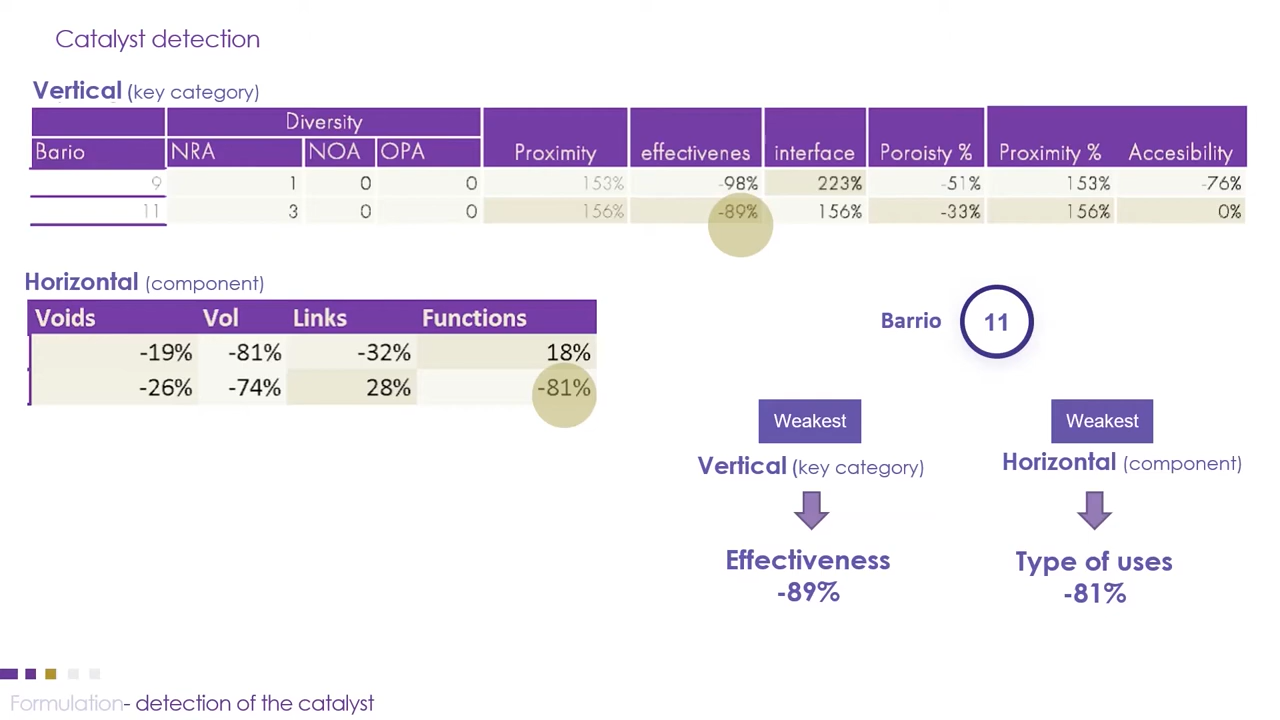 Catalyst detection
Vertical (key category)
Diversity
Bario NRA NOA OPA Proximity effectivenes interface Poroisty % Proximity % Accesibility
9 1 0 0 153% -98% 223% -51% 153% -76%
11 3 0 0 156% -89% 156% -33% 156% 0%
Horizontal (component)
Voids Vol Links Functions
-19% -81% -32% 18%
-26% -74% 28% -81%
Barrio 11
Weakest
Vertical (key category)
Effectiveness
-89%
Weakest
Horizontal (component)
Type of uses
-81%
Formulation- detection of the catalyst